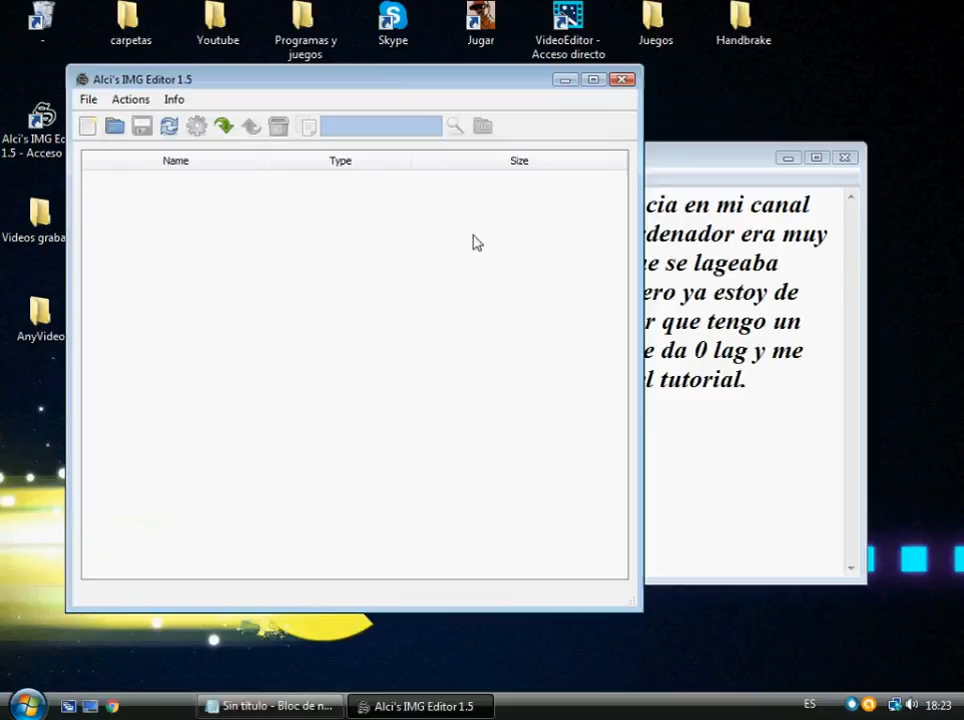 -
carpetas
Youtube
Programas y
juegos
Skype
Jugar
VideoEditor -
Acceso directo
Juegos
Handbrake
Alci's IMG Editor 1.5
File Actions Info
Name Type Size
Alci's IMG Ed
1.5 - Acceso
Videos graba
AnyVideo
cia en mi canal
rdenador era muy
ue se lageaba
ero ya estoy de
r que tengo un
e da 0 lag y me
l tutorial.
Sin título - Bloc de n...
Alci's IMG Editor 1.5
ES
18:23